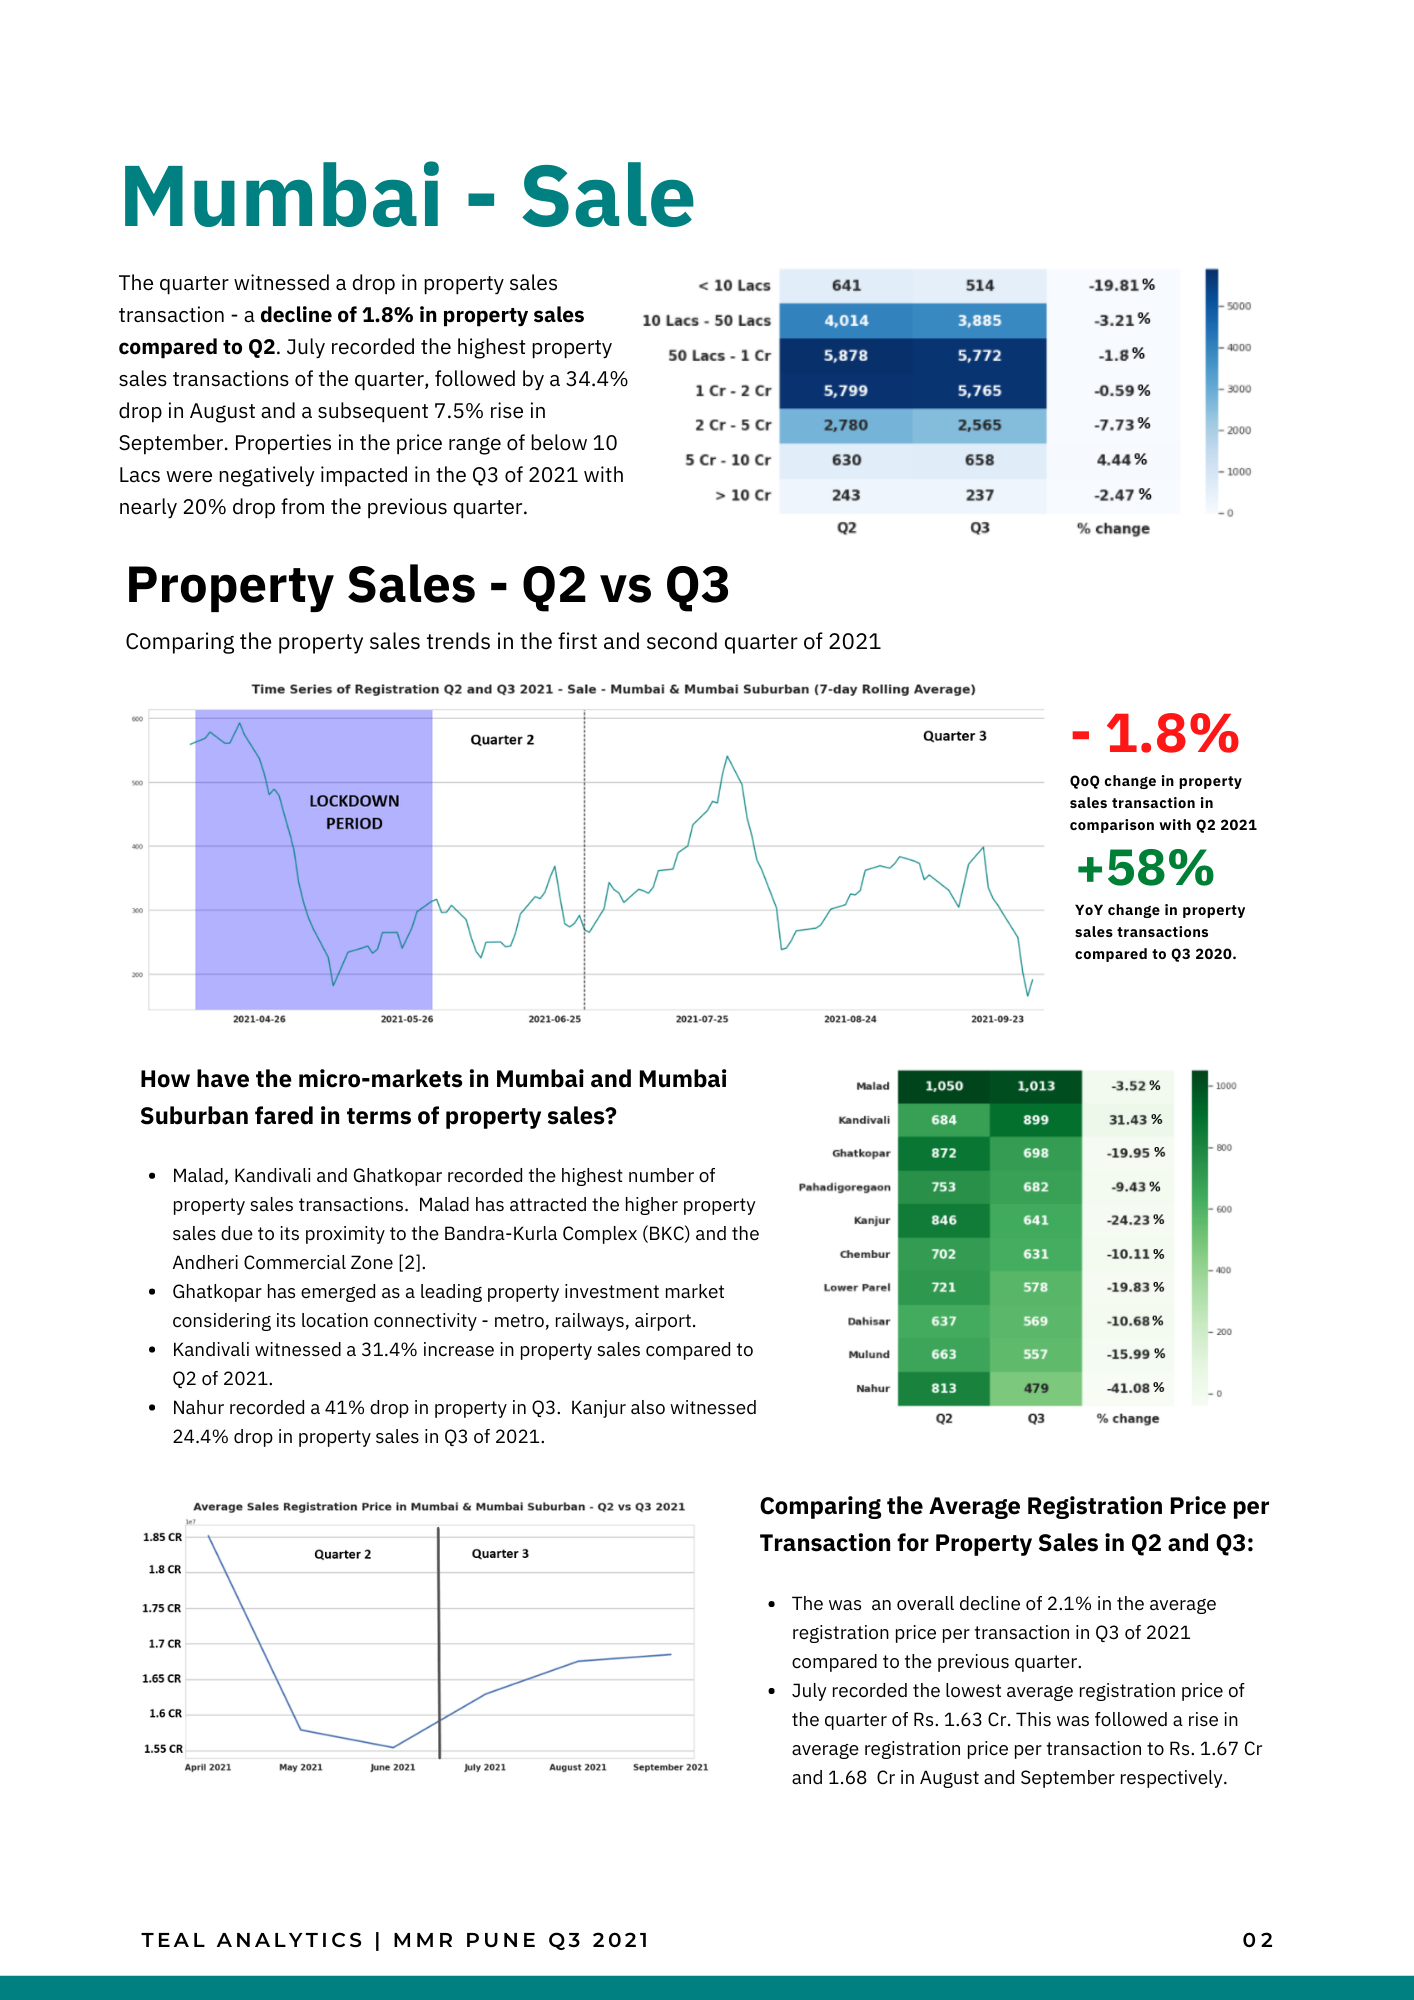 Mumbai - Sale
The quarter witnessed a drop in property sales
transaction - a decline of 1.8% in property sales
compared to Q2. July recorded the highest property
sales transactions of the quarter, followed by a 34.4%
drop in August and a subsequent 7.5% rise in
September. Properties in the price range of below 10
Lacs were negatively impacted in the Q3 of 2021 with
nearly 20% drop from the previous quarter.
< 10 Lacs 641 514 -19.81 %
10 Lacs - 50 Lacs 4,014 3,885 -3.21 %
50 Lacs - 1 Cr 5,878 5,772 -1.8 %
1 Cr - 2 Cr 5,799 5,765 -0.59 %
2 Cr - 5 Cr 2,780 2,565 -7.73 %
5 Cr - 10 Cr 630 658 4.44 %
> 10 Cr 243 237 -2.47 %
Q2 Q3 % change
5000
4000
3000
2000
1000
0
Property Sales - Q2 vs Q3
Comparing the property sales trends in the first and second quarter of 2021
Time Series of Registration Q2 and Q3 2021 - Sale - Mumbai & Mumbai Suburban (7-day Rolling Average)
600
500
400
300
200
Quarter 2
Quarter 3
LOCKDOWN
PERIOD
2021-04-26 2021-05-26 2021-06-25 2021-07-25 2021-08-24 2021-09-23
- 1.8%
QoQ change in property
sales transaction in
comparison with Q2 2021
+58%
YoY change in property
sales transactions
compared to Q3 2020.
How have the micro-markets in Mumbai and Mumbai
Suburban fared in terms of property sales?
• Malad, Kandivali and Ghatkopar recorded the highest number of
property sales transactions. Malad has attracted the higher property
sales due to its proximity to the Bandra-Kurla Complex (BKC) and the
Andheri Commercial Zone [2].
• Ghatkopar has emerged as a leading property investment market
considering its location connectivity - metro, railways, airport.
• Kandivali witnessed a 31.4% increase in property sales compared to
Q2 of 2021.
• Nahur recorded a 41% drop in property in Q3. Kanjur also witnessed
24.4% drop in property sales in Q3 of 2021.
Malad 1,050 1,013 -3.52 %
Kandivali 684 899 31.43 %
Ghatkopar 872 698 -19.95 %
Pahadigoregaon 753 682 -9.43 %
Kanjur 846 641 -24.23 %
Chembur 702 631 -10.11 %
Lower Parel 721 578 -19.83 %
Dahisar 637 569 -10.68 %
Mulund 663 557 -15.99 %
Nahur 813 479 -41.08 %
Q2 Q3 % change
1000
800
600
400
200
0
Average Sales Registration Price in Mumbai & Mumbai Suburban - Q2 vs Q3 2021
1e7
1.85 CR
1.8 CR
1.75 CR
1.7 CR
1.65 CR
1.6 CR
1.55 CR
Quarter 2
Quarter 3
April 2021 May 2021 June 2021 July 2021 August 2021 September 2021
Comparing the Average Registration Price per
Transaction for Property Sales in Q2 and Q3:
• The was an overall decline of 2.1% in the average
registration price per transaction in Q3 of 2021
compared to the previous quarter.
• July recorded the lowest average registration price of
the quarter of Rs. 1.63 Cr. This was followed a rise in
average registration price per transaction to Rs. 1.67 Cr
and 1.68 Cr in August and September respectively.
TEAL ANALYTICS | MMR PUNE Q3 2021
02